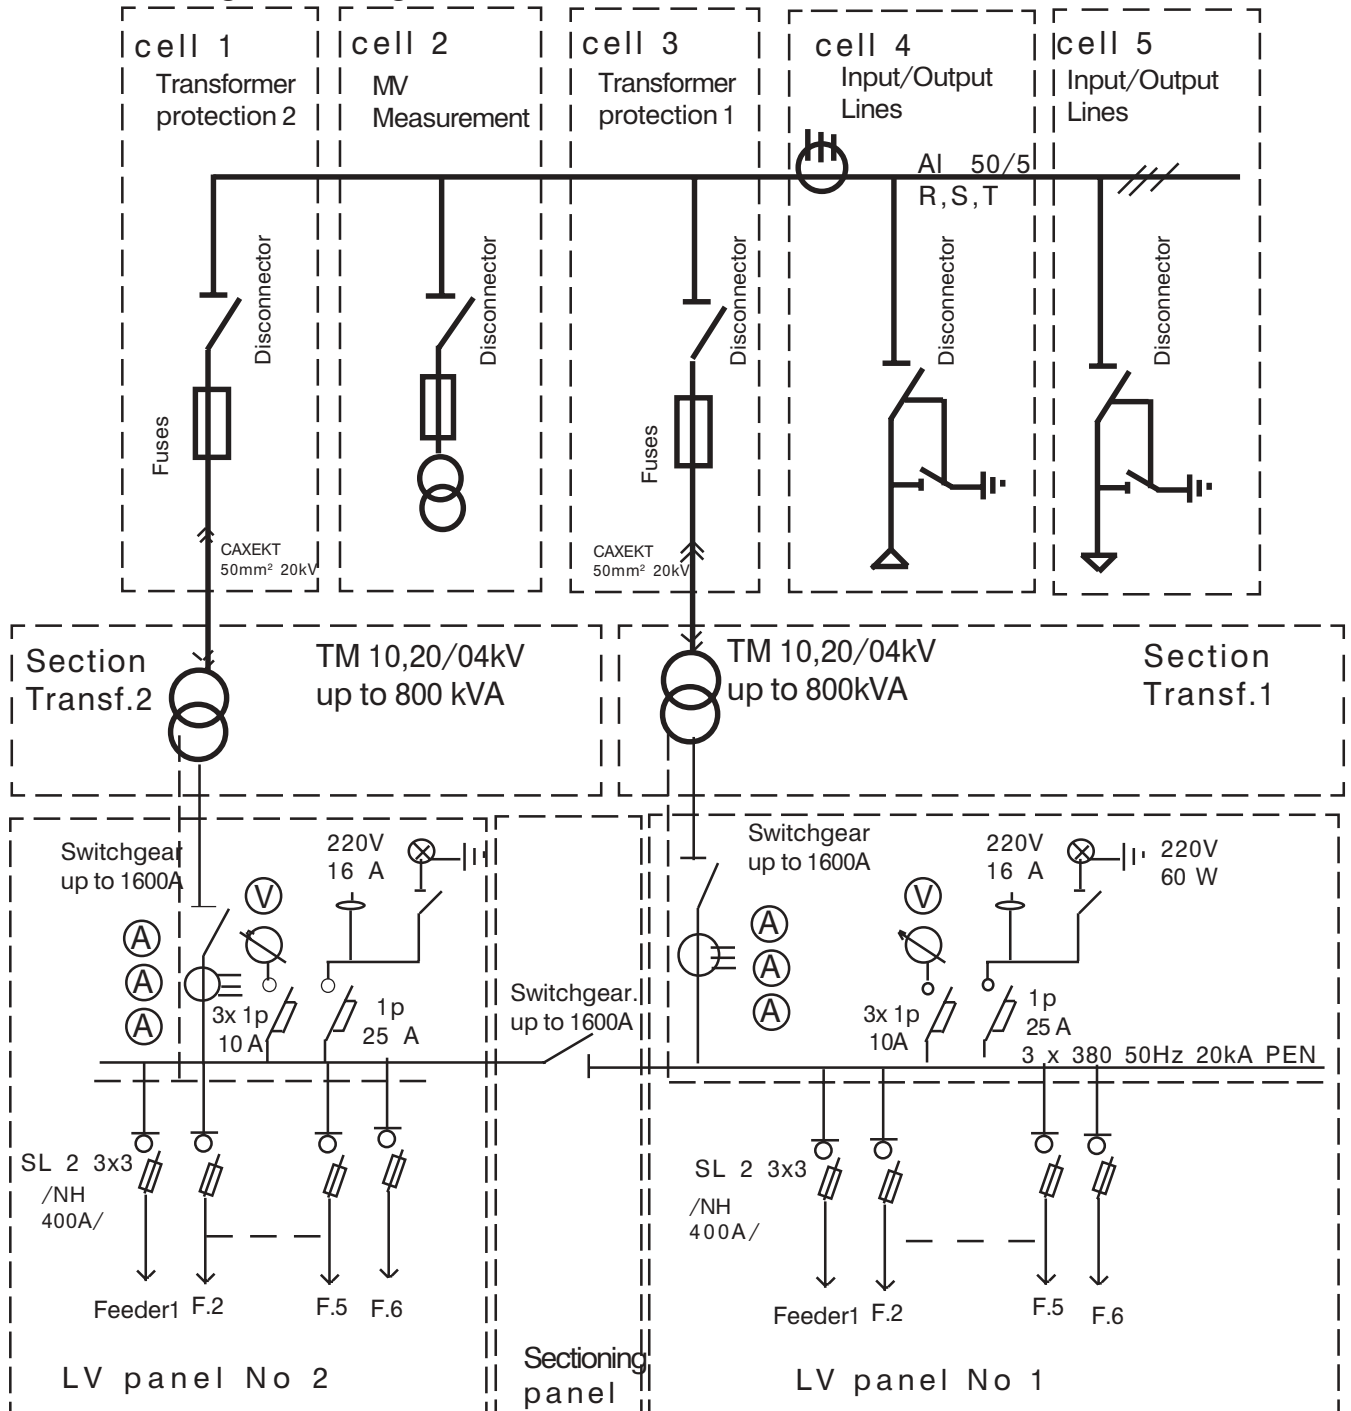 cell 1
Transformer
protection 2
cell 2
MV
Measurement
cell 3
Transformer
protection 1
cell 4
Input/Output
Lines
cell 5
Input/Output
Lines
Al 50/5
R,S,T
Disconnector
Disconnector
Disconnector
Disconnector
Disconnector
Fuses
Fuses
CAXEKT
50mm² 20kV
CAXEKT
50mm² 20kV
Section
Transf.2
TM 10,20/04kV
up to 800 kVA
TM 10,20/04kV
up to 800kVA
Section
Transf.1
Switchgear
up to 1600A
220V
16 A
V
A
A
A
3x 1p
10 A
1p
25 A
Switchgear.
up to 1600A
Switchgear
up to 1600A
220V
16 A
220V
60 W
V
A
A
A
3x 1p
10A
1p
25 A
3 x 380 50Hz 20kA PEN
SL 2 3x3
/NH
400A/
Feeder1 F.2 F.5 F.6
SL 2 3x3
/NH
400A/
Feeder1 F.2 F.5 F.6
LV panel No 2
Sectioning
panel
LV panel No 1